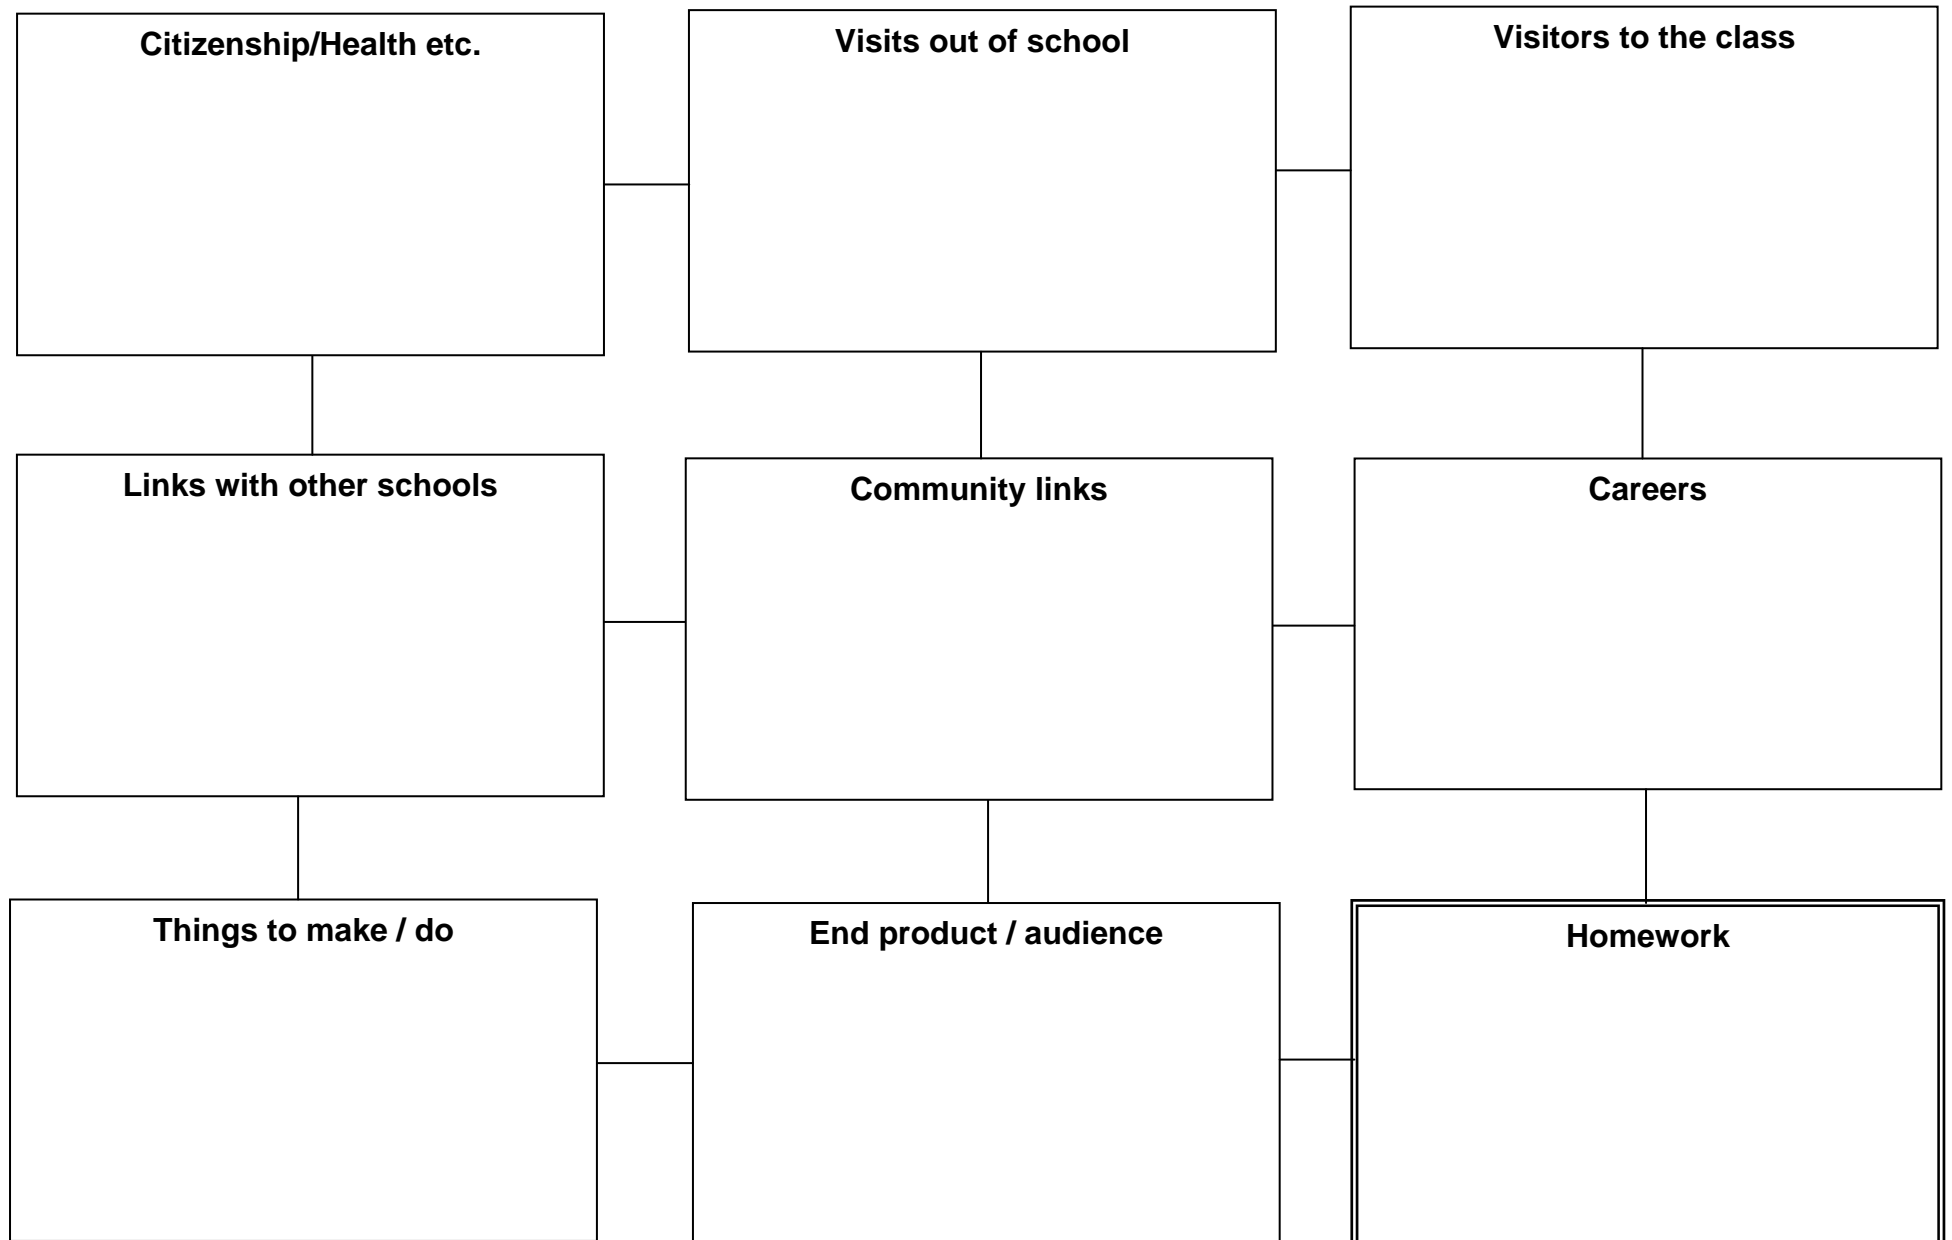 Citizenship/Health etc.
Visits out of school
Visitors to the class
Links with other schools
Community links
Careers
Things to make / do
End product / audience
Homework